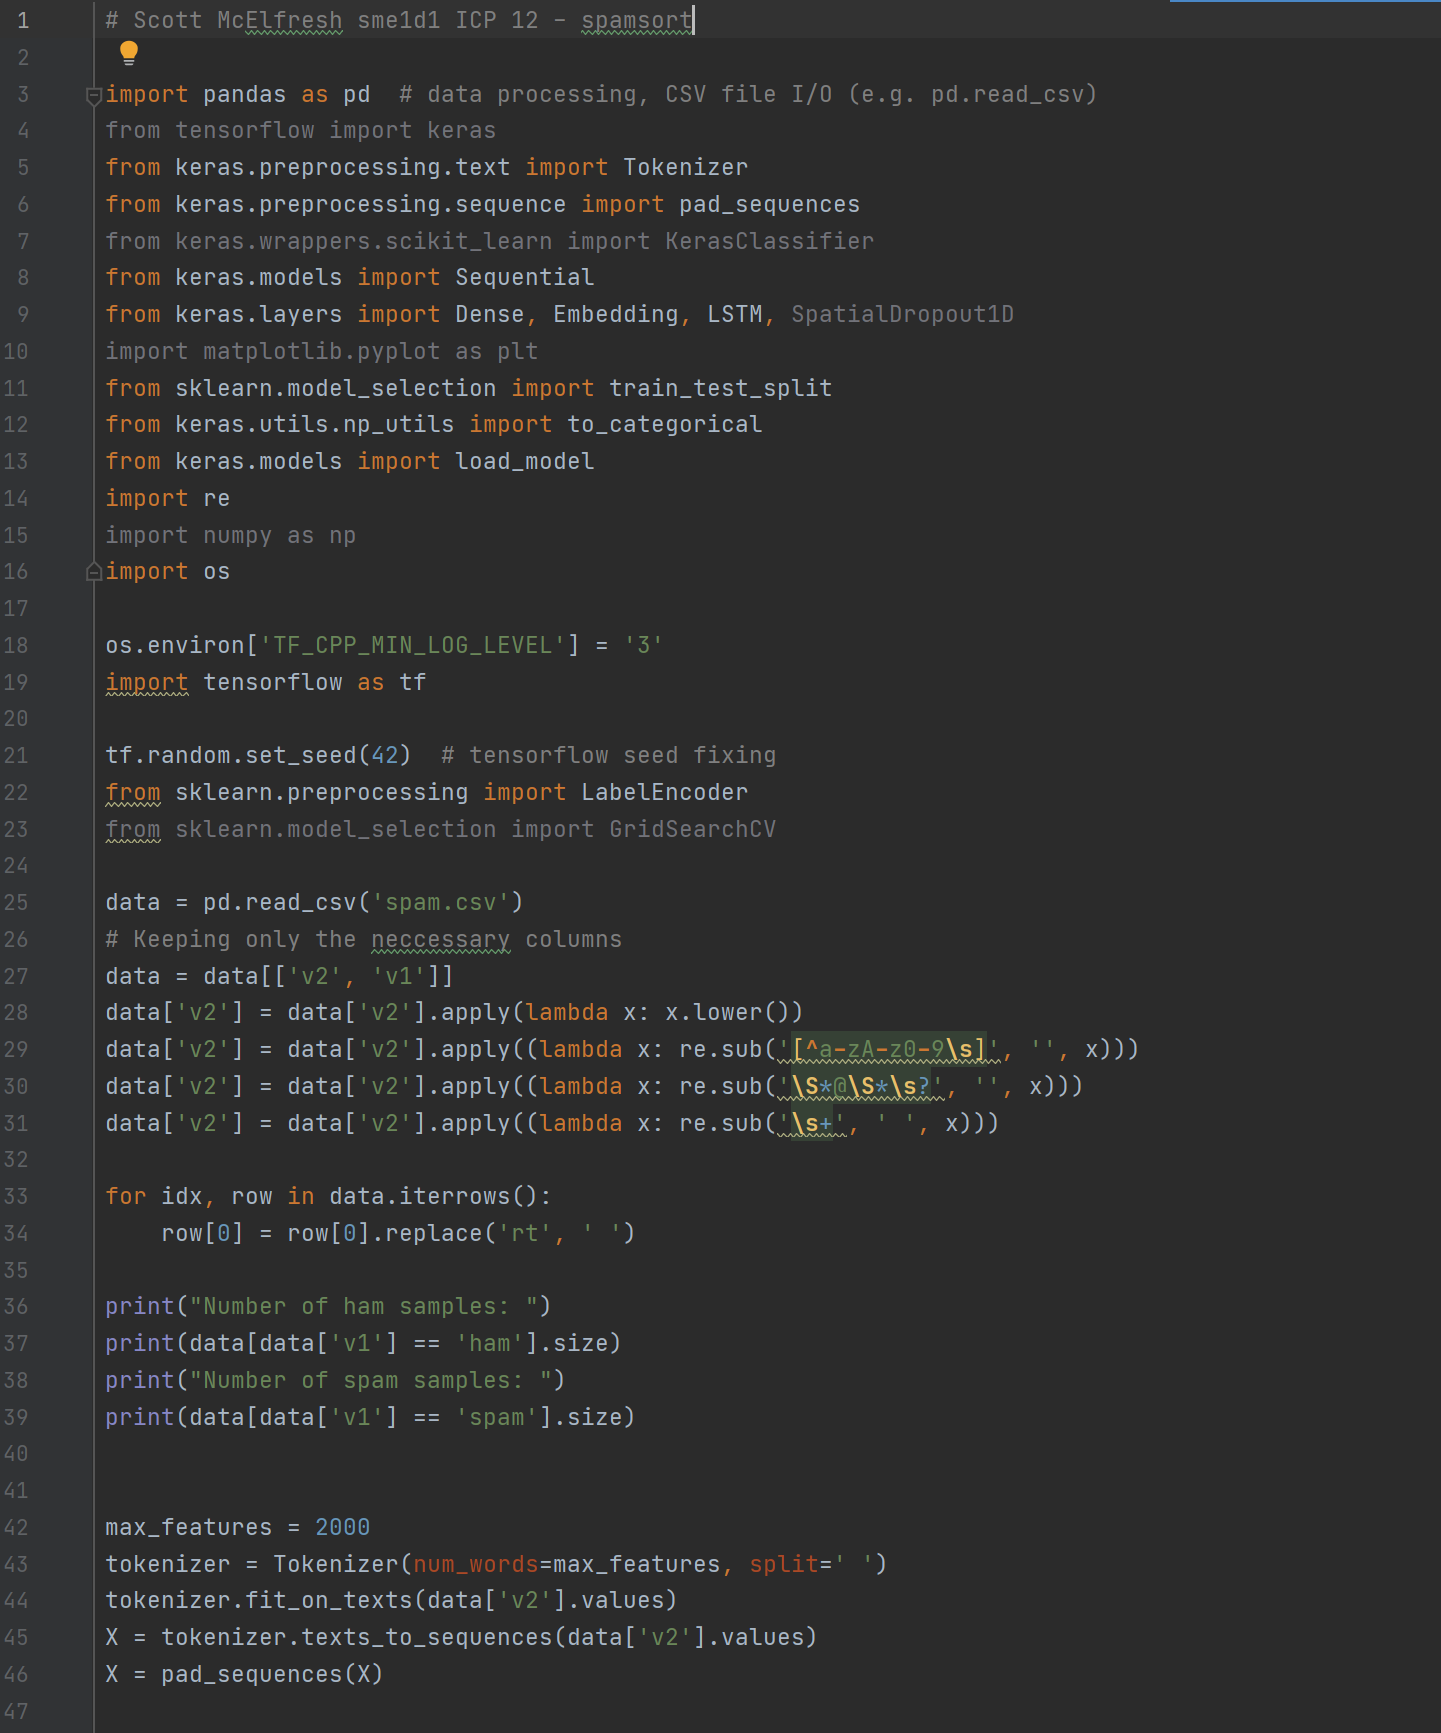 1 # Scott McElfresh sme1d1 ICP 12 - spamsort
2
3 import pandas as pd  # data processing, CSV file I/O (e.g. pd.read_csv)
4 from tensorflow import keras
5 from keras.preprocessing.text import Tokenizer
6 from keras.preprocessing.sequence import pad_sequences
7 from keras.wrappers.scikit_learn import KerasClassifier
8 from keras.models import Sequential
9 from keras.layers import Dense, Embedding, LSTM, SpatialDropout1D
10 import matplotlib.pyplot as plt
11 from sklearn.model_selection import train_test_split
12 from keras.utils.np_utils import to_categorical
13 from keras.models import load_model
14 import re
15 import numpy as np
16 import os
17
18 os.environ['TF_CPP_MIN_LOG_LEVEL'] = '3'
19 import tensorflow as tf
20
21 tf.random.set_seed(42)  # tensorflow seed fixing
22 from sklearn.preprocessing import LabelEncoder
23 from sklearn.model_selection import GridSearchCV
24
25 data = pd.read_csv('spam.csv')
26 # Keeping only the neccessary columns
27 data = data[['v2', 'v1']]
28 data['v2'] = data['v2'].apply(lambda x: x.lower())
29 data['v2'] = data['v2'].apply((lambda x: re.sub('[^a-zA-z0-9\s]', '', x)))
30 data['v2'] = data['v2'].apply((lambda x: re.sub('\S*@\S*\s?', '', x)))
31 data['v2'] = data['v2'].apply((lambda x: re.sub('\s+', ' ', x)))
32
33 for idx, row in data.iterrows():
34     row[0] = row[0].replace('rt', ' ')
35
36 print("Number of ham samples: ")
37 print(data[data['v1'] == 'ham'].size)
38 print("Number of spam samples: ")
39 print(data[data['v1'] == 'spam'].size)
40
41
42 max_features = 2000
43 tokenizer = Tokenizer(num_words=max_features, split=' ')
44 tokenizer.fit_on_texts(data['v2'].values)
45 X = tokenizer.texts_to_sequences(data['v2'].values)
46 X = pad_sequences(X)
47